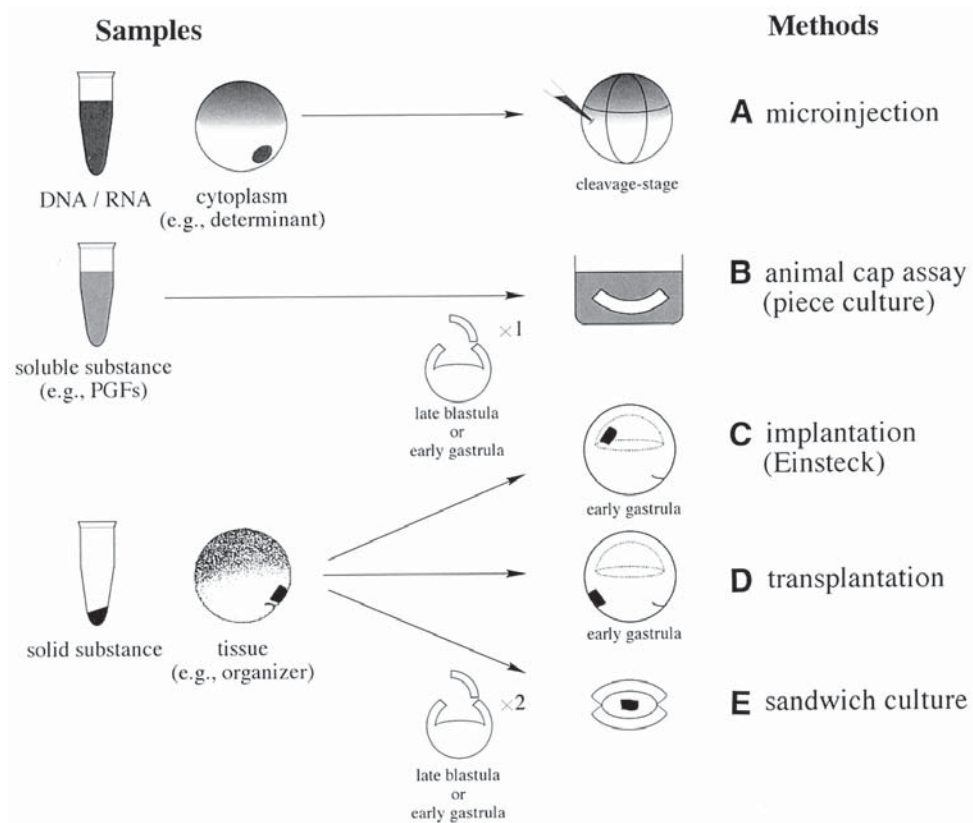 Samples
Methods
DNA / RNA
cytoplasm
(e.g., determinant)
cleavage-stage
A microinjection
soluble substance
(e.g., PGFs)
×1
late blastula
or
early gastrula
B animal cap assay
(piece culture)
early gastrula
C implantation
(Einsteck)
solid substance
tissue
(e.g., organizer)
early gastrula
D transplantation
×2
late blastula
or
early gastrula
E sandwich culture